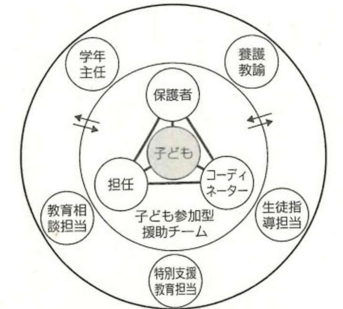 学年
主任
養護
教諭
保護者
子ども
担任
コーディ
ネーター
子ども参加型
援助チーム
教育相
談担当
生徒指
導担当
特別支援
教育担当